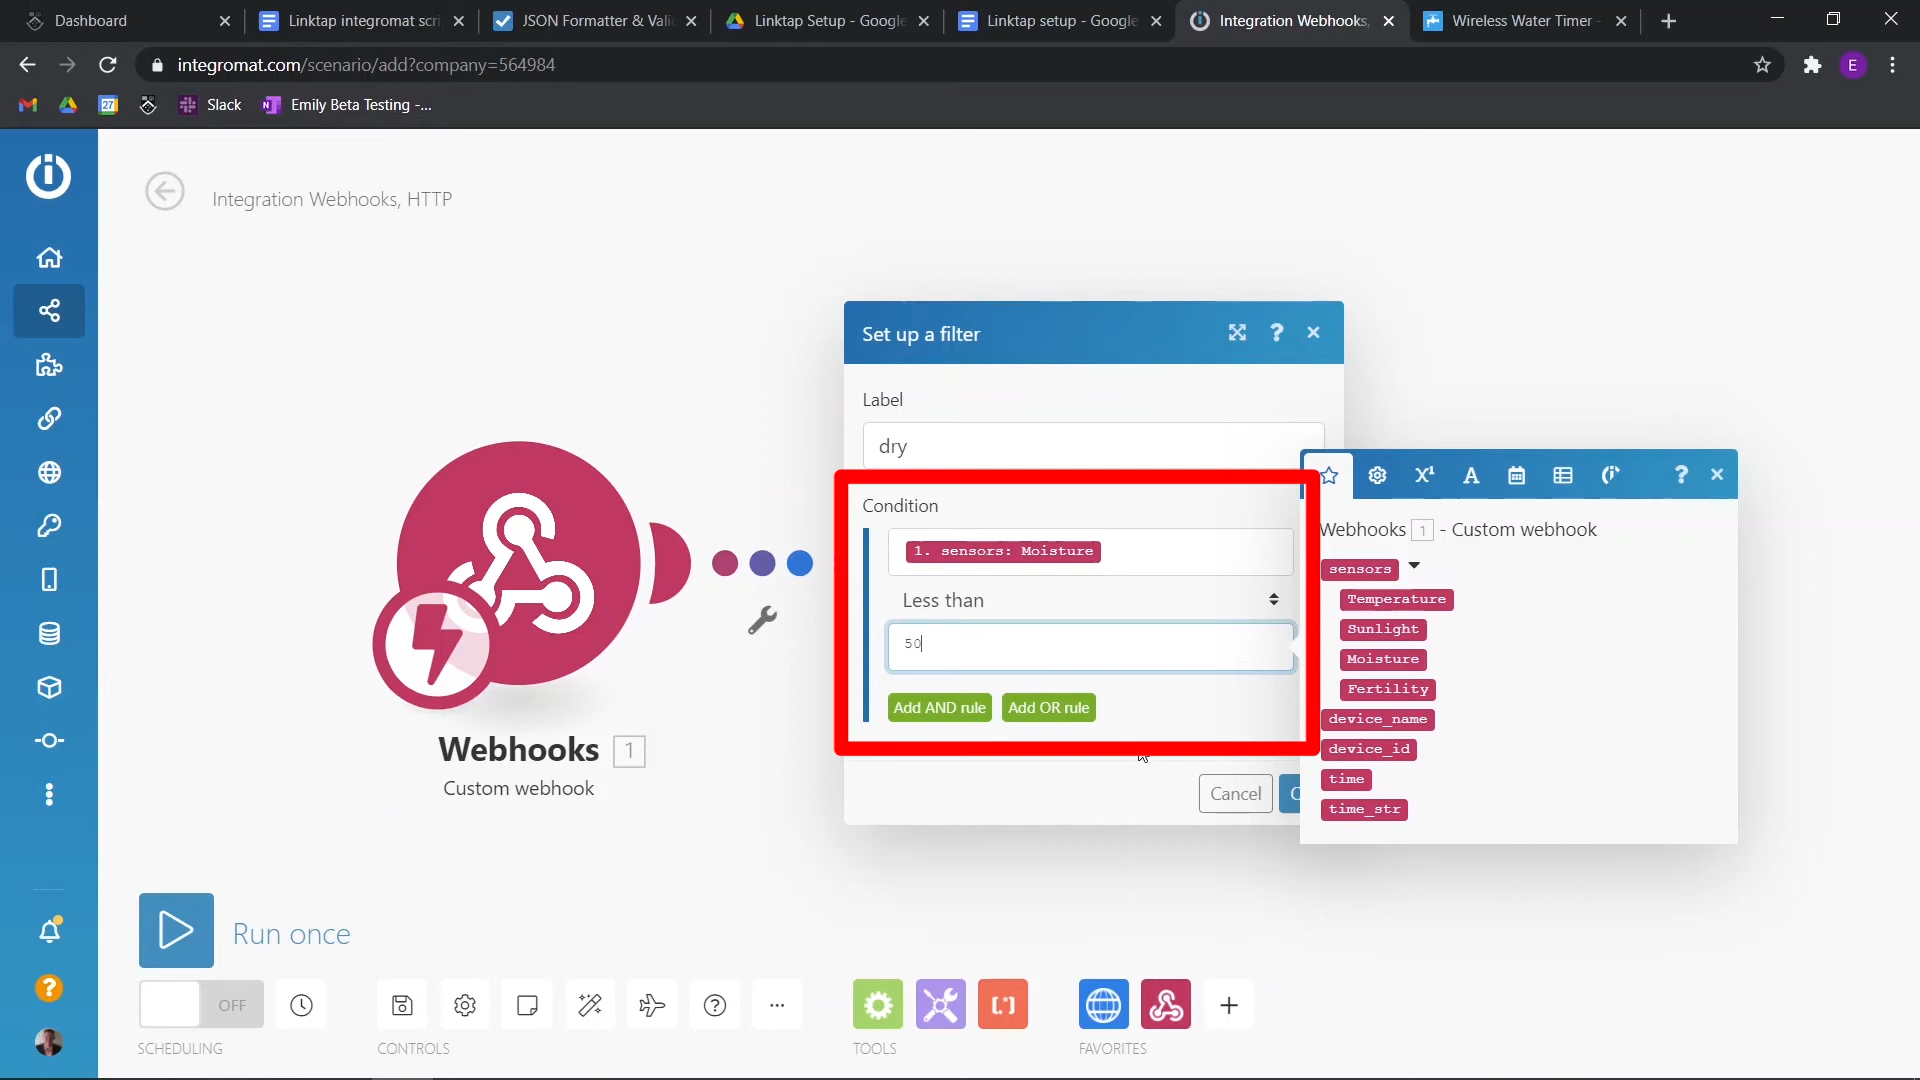 Dashboard
Linktap integromat scri
JSON Formatter & Vali
Linktap Setup - Google
Linktap setup - Google
Integration Webhooks,
Wireless Water Timer -
integromat.com/scenario/add?company=564984
E
27
Slack
N
Emily Beta Testing -...
Integration Webhooks, HTTP
Set up a filter
?
Label
dry
Condition
1. sensors: Moisture
Less than
50
Add AND rule
Add OR rule
Cancel
O
A
?
Webhooks 1 - Custom webhook
sensors
Temperature
Sunlight
Moisture
Fertility
device_name
device_id
time
time_str
Webhooks 1
Custom webhook
Run once
OFF
SCHEDULING
CONTROLS
TOOLS
FAVORITES